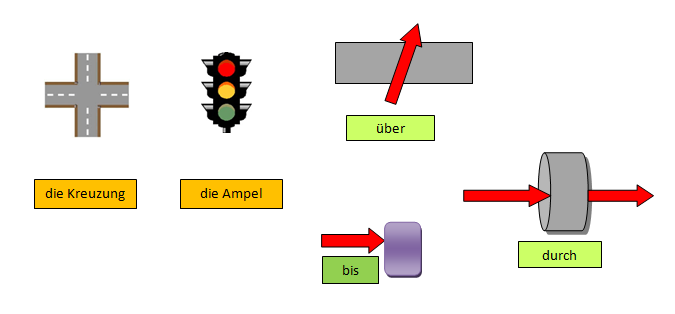 über
die Kreuzung
die Ampel
durch
bis